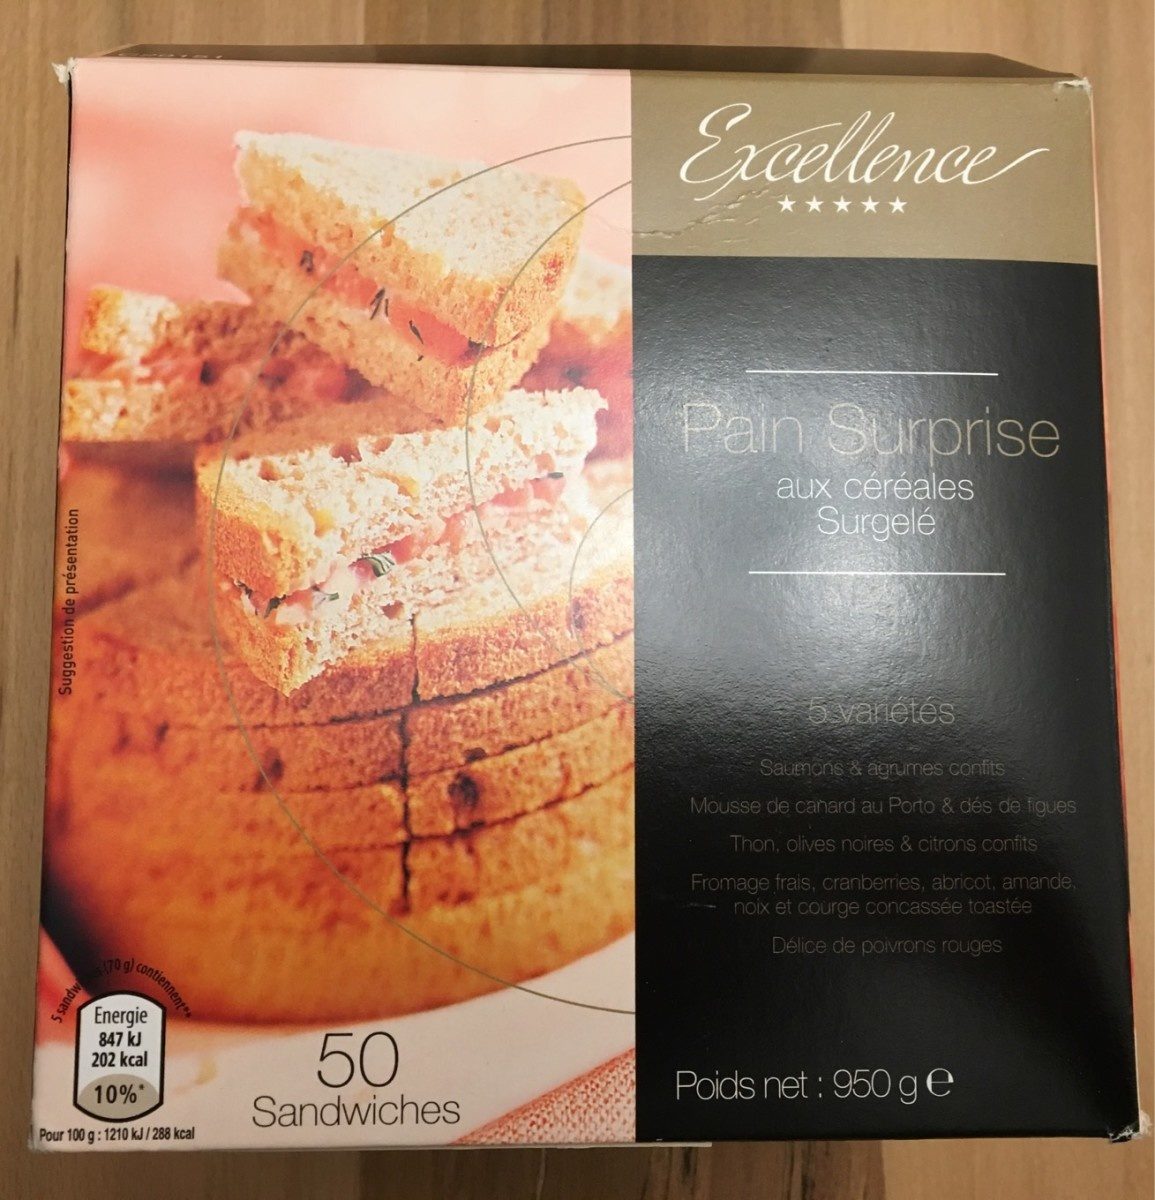 Excellence
Pain Surprise
aux céréales
Surgelé
5 variétés
Saumons & agrumes confits
Mousse de canard au Porto & dés de figues
Thon, olives noires & citrons confits
Fromage frais, cranberries, abricot, amande,
noix et courge concassée toastée
Délice de poivrons rouges
Poids net : 950 g e
Suggestion de présentation
5 (70 g) contiennent**
Energie
847 kJ
202 kcal
10%*
Pour 100 g : 1210 kJ / 288 kcal
50
Sandwiches